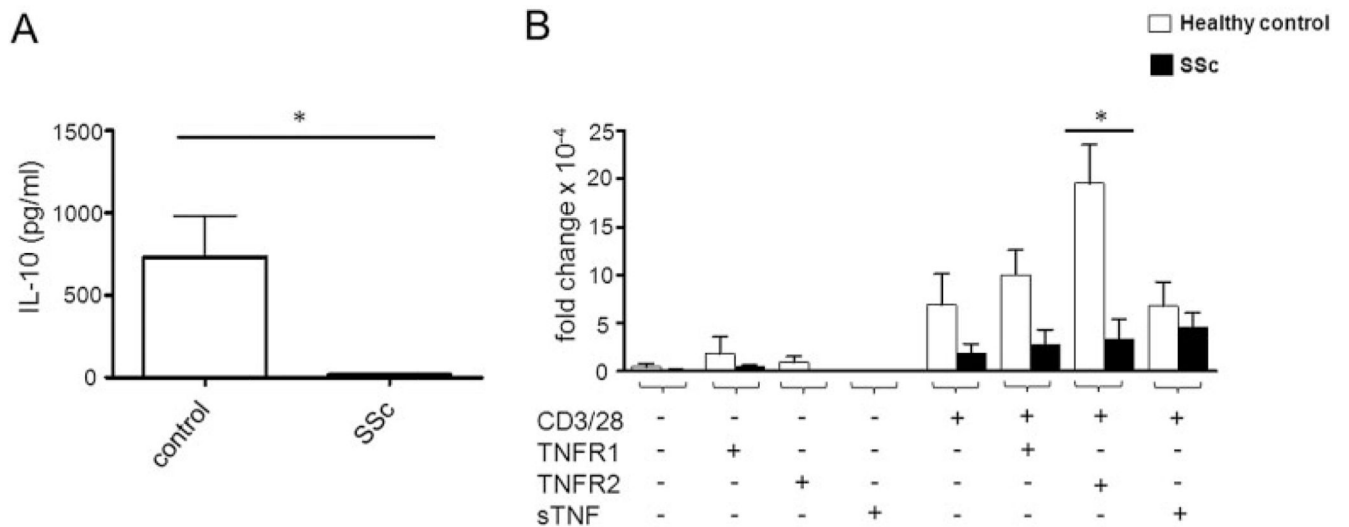 A
IL-10 (pg/ml)
1500
1000
500
0
*
control
SSc
B
Healthy control
SSc
fold change x 10-4
25
20
15
10
5
0
*
CD3/28 - - - - + + + +
TNFR1 - + - - - + - -
TNFR2 - - + - - - + -
sTNF - - - + - - - +